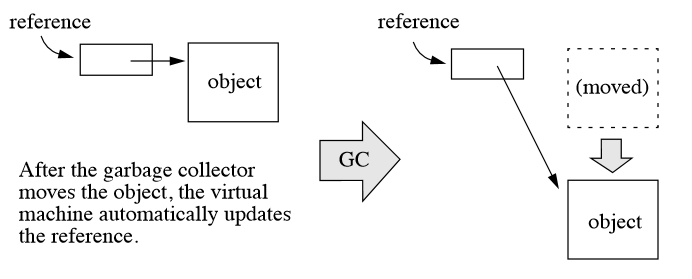 reference
object
After the garbage collector
moves the object, the virtual
machine automatically updates
the reference.
GC
reference
(moved)
object